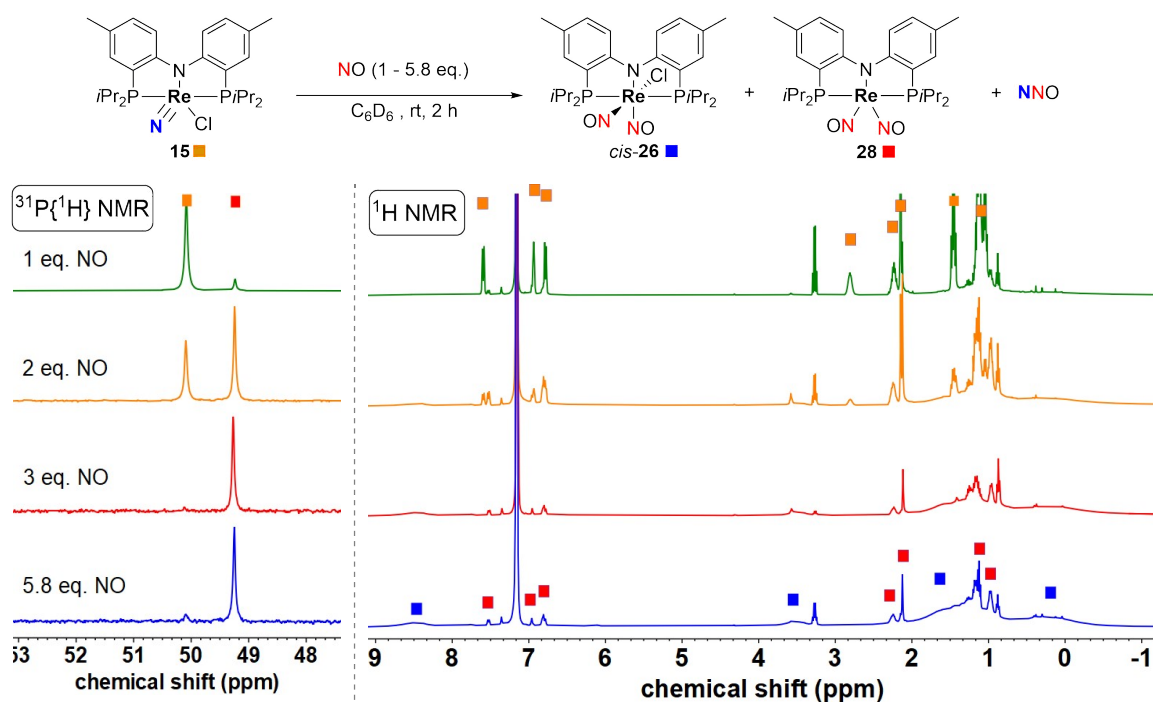 N
iPr₂P Re PiPr₂
N Cl
15
NO (1 - 5.8 eq.)
C₆D₆ , rt, 2 h
N
Cl
iPr₂P Re PiPr₂
ON NO
cis-26
+
N
iPr₂P Re PiPr₂
ON NO
28
+
NNO
³¹P{¹H} NMR
¹H NMR
1 eq. NO
2 eq. NO
3 eq. NO
5.8 eq. NO
53 52 51 50 49 48
chemical shift (ppm)
9 8 7 6 5 4 3 2 1 0 -1
chemical shift (ppm)